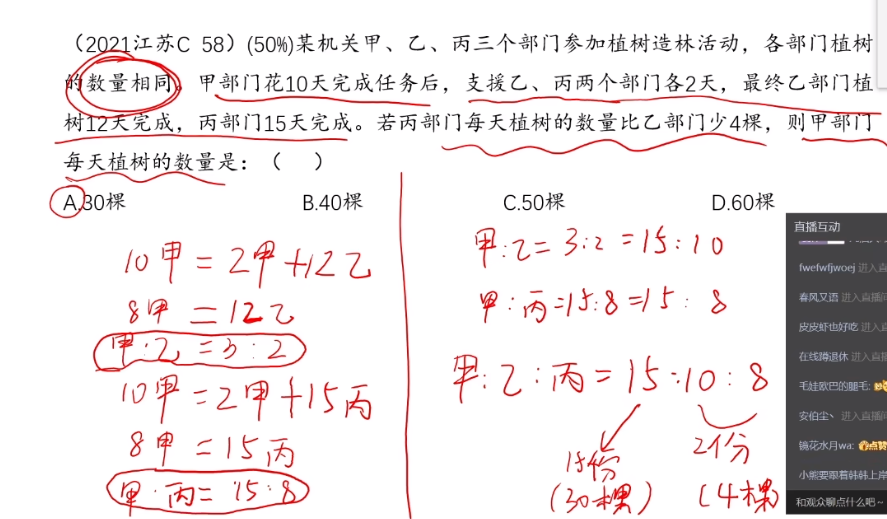 （2021江苏C 58）(50%)某机关甲、乙、丙三个部门参加植树造林活动，各部门植树
的数量相同。甲部门花10天完成任务后，支援乙、丙两个部门各2天，最终乙部门植
树12天完成，丙部门15天完成。若丙部门每天植树的数量比乙部门少4棵，则甲部门
每天植树的数量是：（ ）
A.30棵 B.40棵 C.50棵 D.60棵
10甲=2甲+12乙
8甲=12乙
甲:乙=3:2
10甲=2甲+15丙
8甲=15丙
甲:丙=15:8
甲:乙=3:2=15:10
甲:丙=15:8=15:8
甲:乙:丙=15:10:8
15份
(30棵)
2份
(4棵)
直播互动
fwefwfjwoej 进入直
春风又语 进入直播间
皮皮虾也好吃 进入直
在线蹲退休 进入直播
毛娃欧巴的腿毛:
安伯尘丶 进入直播间
镜花水月wa: 点赞
小熊要跟着韩韩上岸
和观众聊点什么吧~